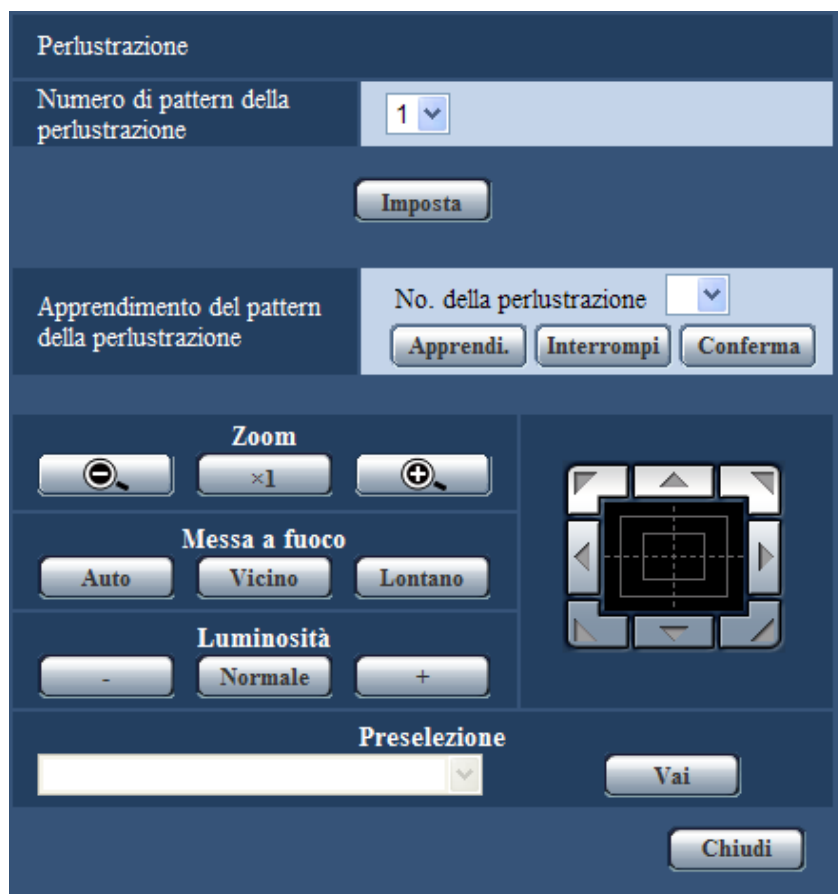 Perlustrazione
Numero di pattern della
perlustrazione
1
Imposta
Apprendimento del pattern
della perlustrazione
No. della perlustrazione
Apprendi. Interrompi Conferma
Zoom
×1
Messa a fuoco
Auto Vicino Lontano
Luminosità
- Normale +
Preselezione
Vai
Chiudi